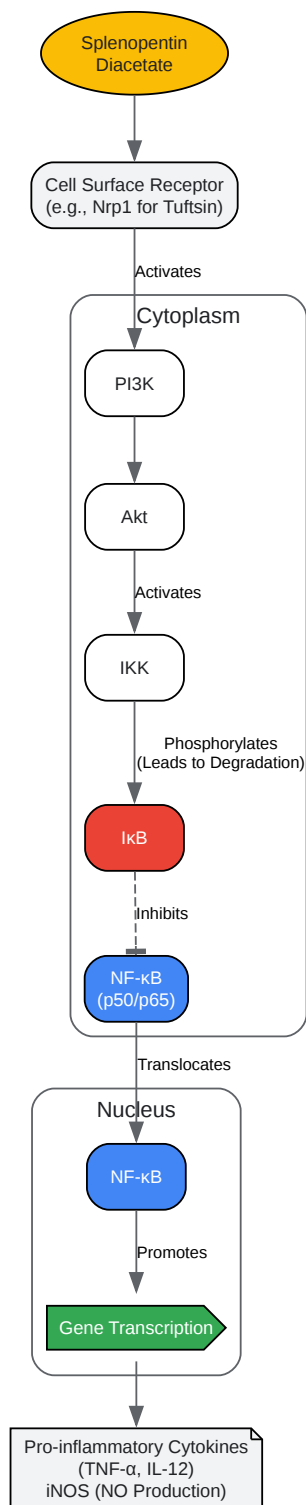 Splenopentin
Diacetate
Cell Surface Receptor
(e.g., Nrp1 for Tuftsin)
Activates
Cytoplasm
PI3K
Akt
Activates
IKK
Phosphorylates
(Leads to Degradation)
IκB
Inhibits
NF-κB
(p50/p65)
Translocates
Nucleus
NF-κB
Promotes
Gene Transcription
Pro-inflammatory Cytokines
(TNF-α, IL-12)
iNOS (NO Production)